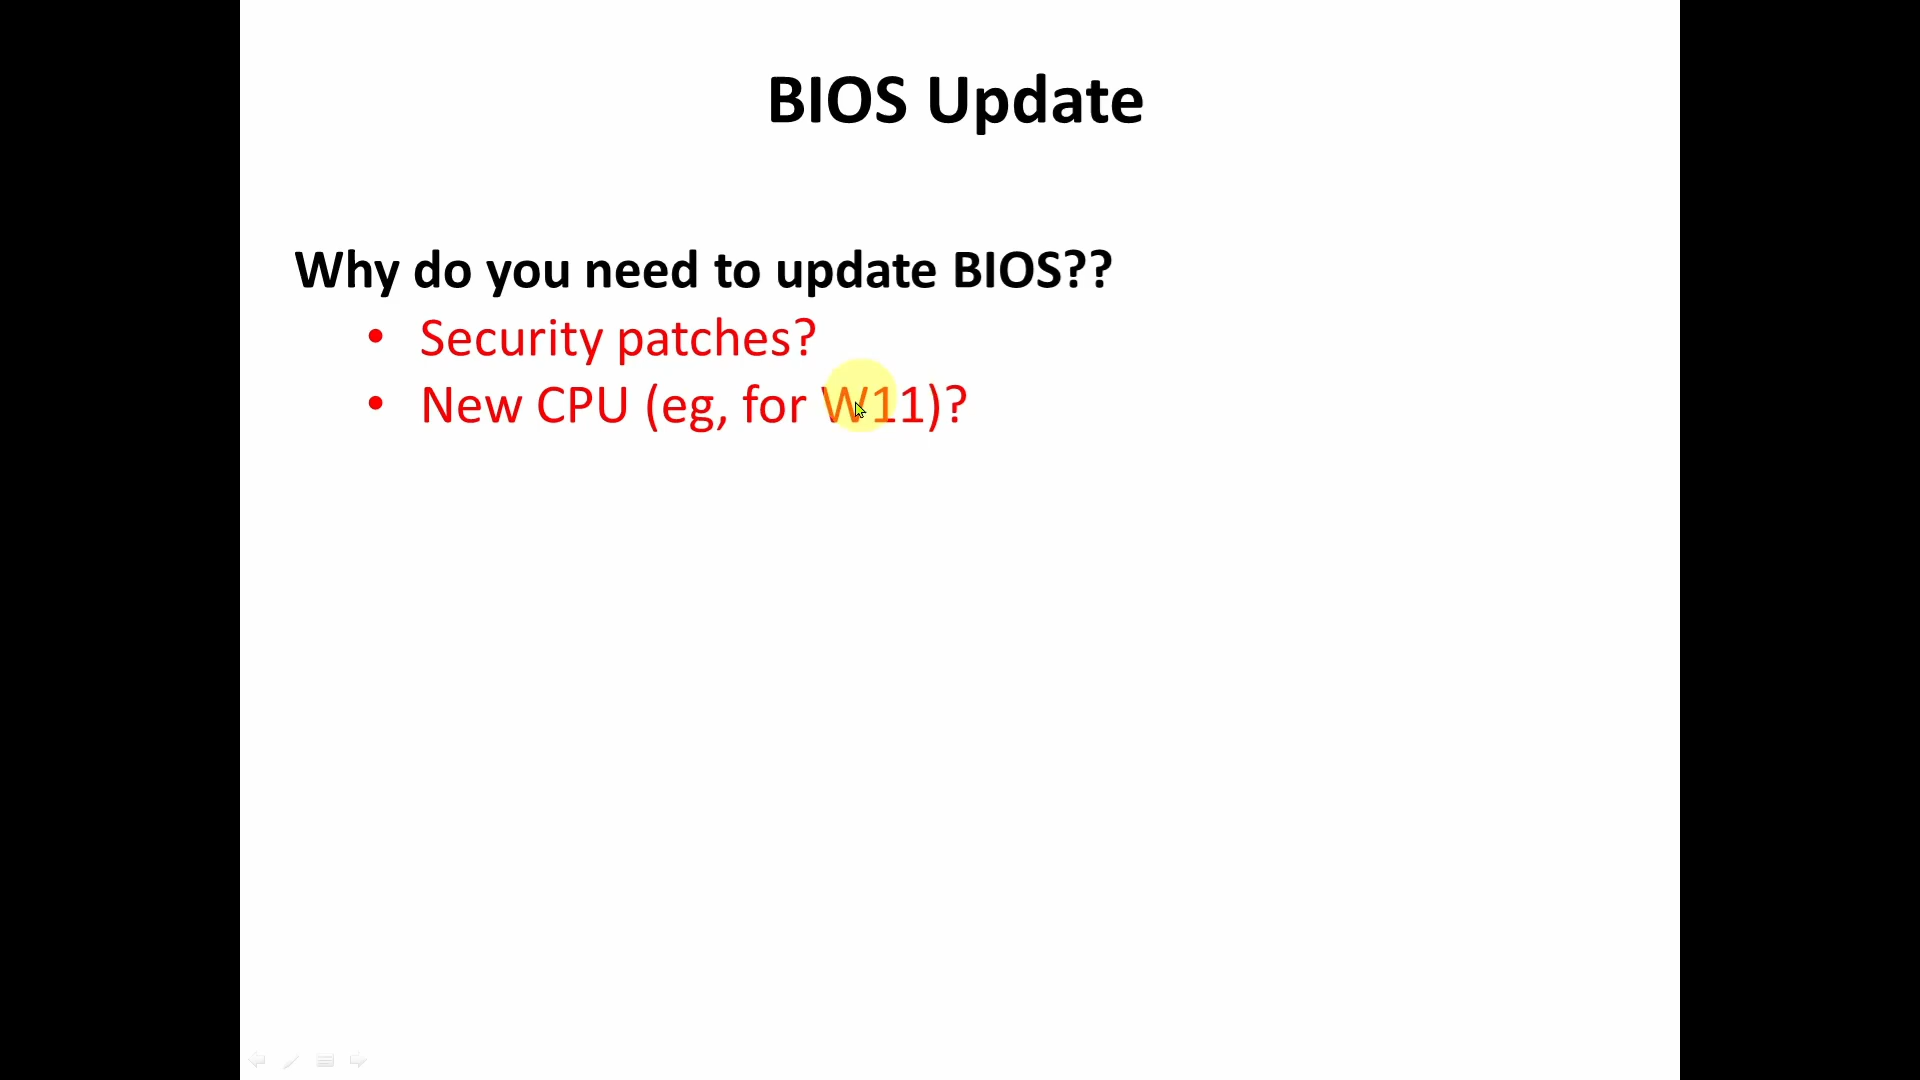 BIOS Update
Why do you need to update BIOS??
• Security patches?
• New CPU (eg, for W11)?